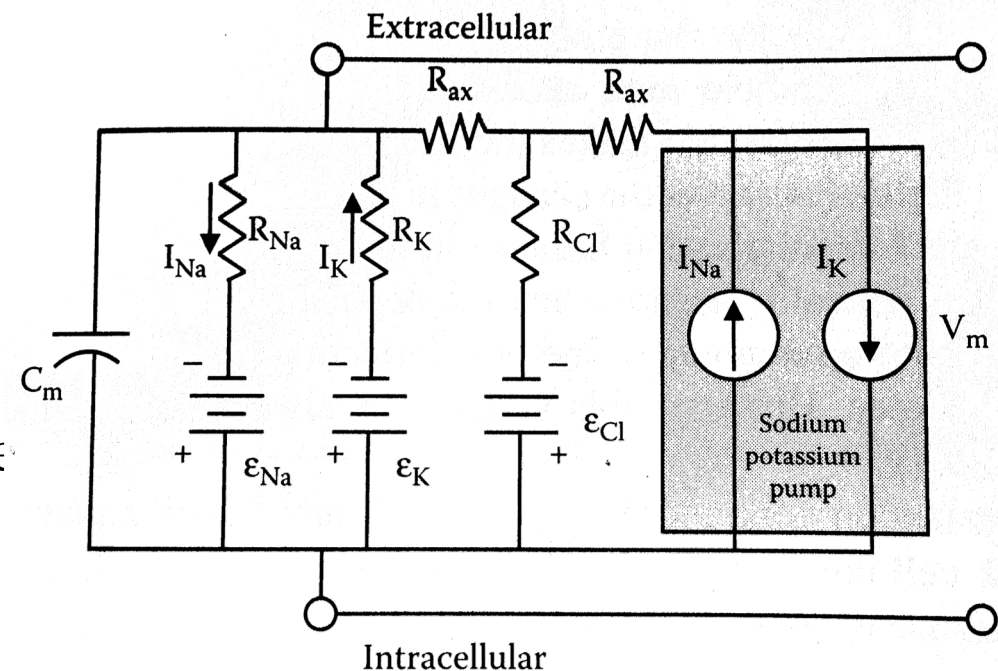 Extracellular
Rax
Rax
RNa
INa
RK
IK
RCl
INa
IK
Vm
Cm
−
−
−
+
εNa
+
εK
+
εCl
Sodium
potassium
pump
Intracellular